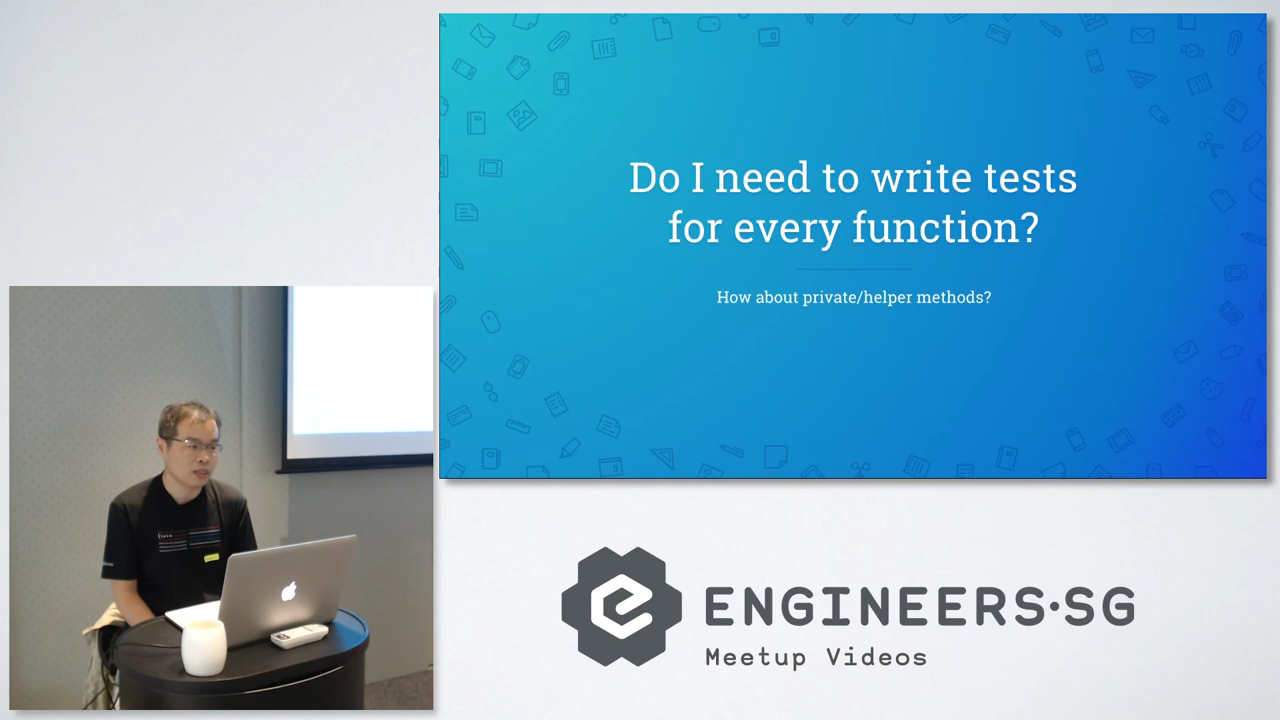 Do I need to write tests
for every function?
How about private/helper methods?
ENGINEERS·SG
Meetup Videos